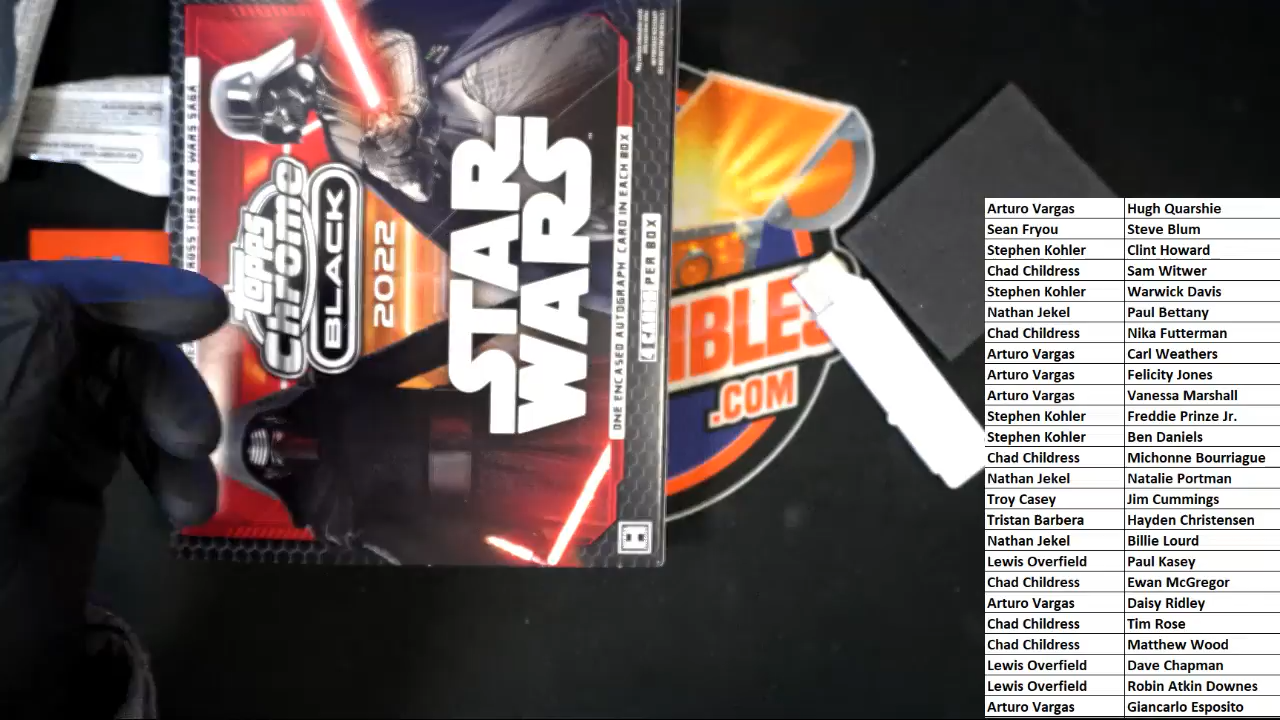 ROSS THE STAR WARS SAGA
Topps
Chrome
BLACK
2022
STAR
WARS
ONE ENCASED AUTOGRAPH CARD IN EACH BOX
PER BOX
IBLES
.COM
Arturo Vargas Hugh Quarshie
Sean Fryou Steve Blum
Stephen Kohler Clint Howard
Chad Childress Sam Witwer
Stephen Kohler Warwick Davis
Nathan Jekel Paul Bettany
Chad Childress Nika Futterman
Arturo Vargas Carl Weathers
Arturo Vargas Felicity Jones
Arturo Vargas Vanessa Marshall
Stephen Kohler Freddie Prinze Jr.
Stephen Kohler Ben Daniels
Chad Childress Michonne Bourriague
Nathan Jekel Natalie Portman
Troy Casey Jim Cummings
Tristan Barbera Hayden Christensen
Nathan Jekel Billie Lourd
Lewis Overfield Paul Kasey
Chad Childress Ewan McGregor
Arturo Vargas Daisy Ridley
Chad Childress Tim Rose
Chad Childress Matthew Wood
Lewis Overfield Dave Chapman
Lewis Overfield Robin Atkin Downes
Arturo Vargas Giancarlo Esposito